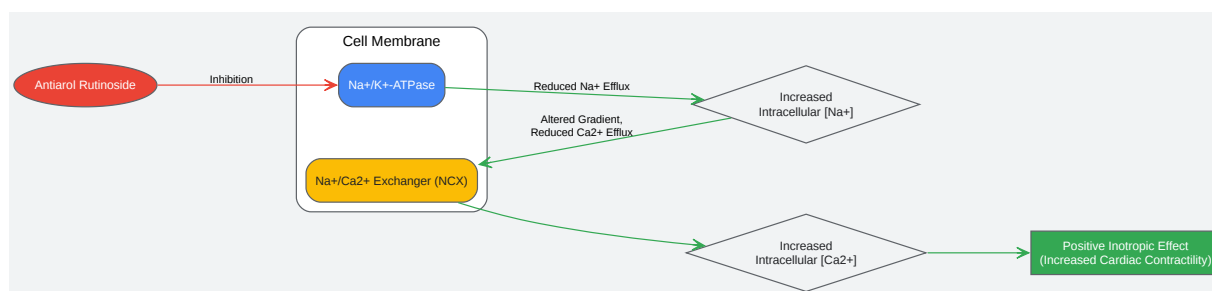 Cell Membrane
Antiarol Rutinoside
Inhibition
Na+/K+-ATPase
Reduced Na+ Efflux
Increased
Intracellular [Na+]
Altered Gradient,
Reduced Ca2+ Efflux
Na+/Ca2+ Exchanger (NCX)
Increased
Intracellular [Ca2+]
Positive Inotropic Effect
(Increased Cardiac Contractility)